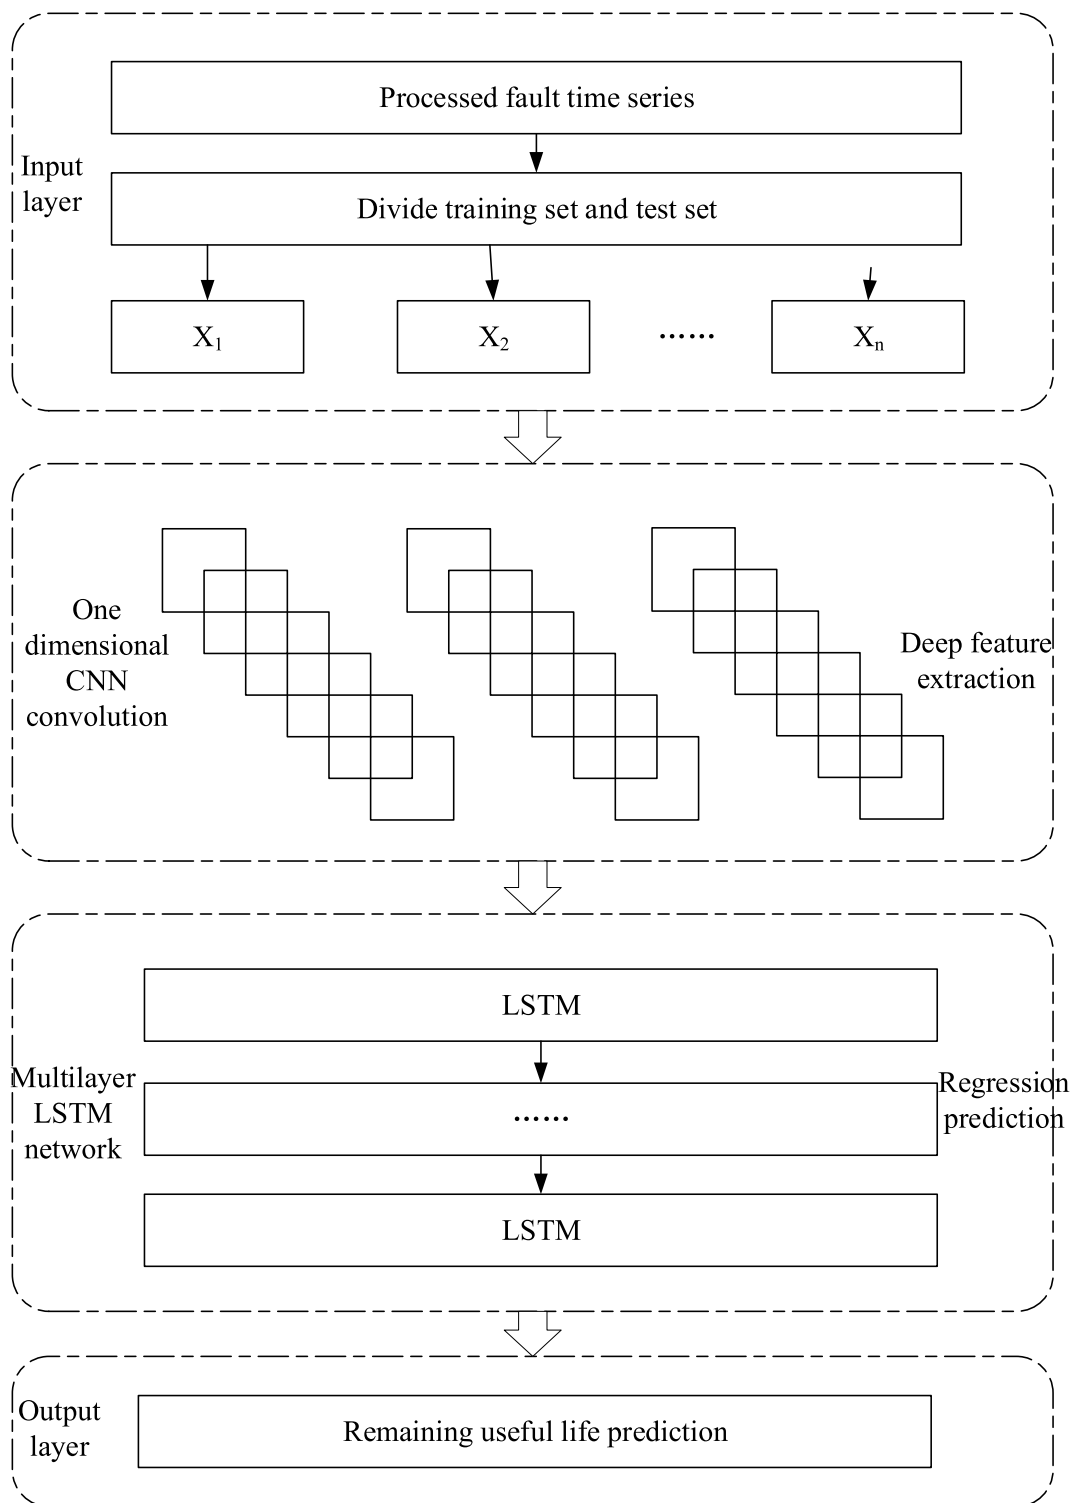 Processed fault time series
Input
layer
Divide training set and test set
X₁
X₂
……
Xₙ
One
dimensional
CNN
convolution
Deep feature
extraction
LSTM
Multilayer
LSTM
network
……
Regression
prediction
LSTM
Output
layer
Remaining useful life prediction